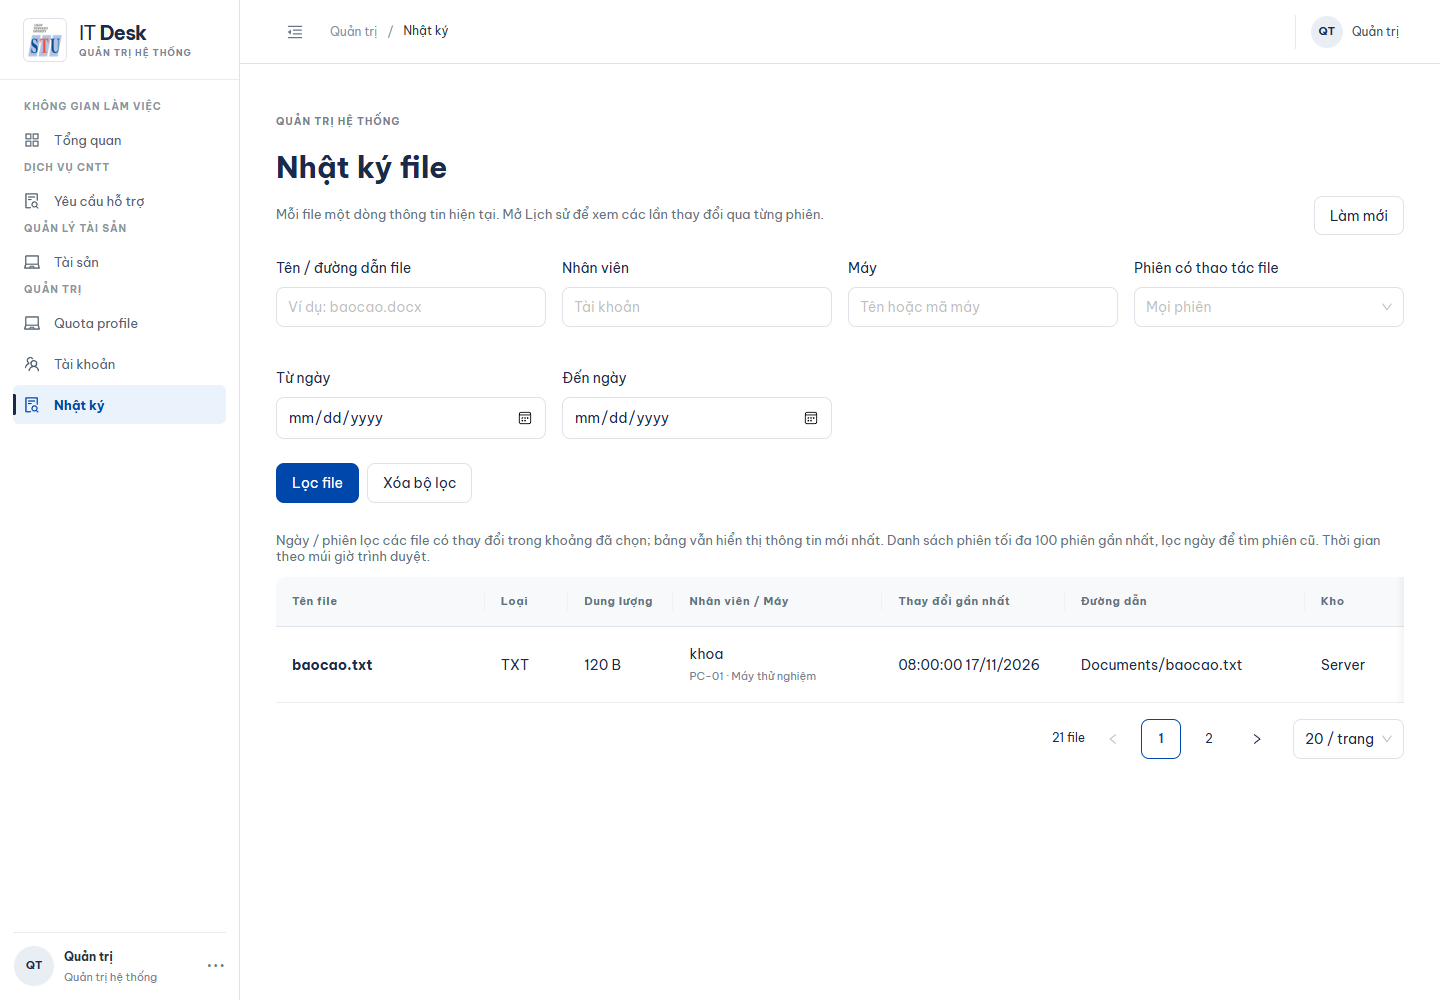 STU
IT Desk
QUẢN TRỊ HỆ THỐNG
KHÔNG GIAN LÀM VIỆC
Tổng quan
DỊCH VỤ CNTT
Yêu cầu hỗ trợ
QUẢN LÝ TÀI SẢN
Tài sản
QUẢN TRỊ
Quota profile
Tài khoản
Nhật ký
QT
Quản trị
Quản trị hệ thống
Quản trị / Nhật ký
QT Quản trị
QUẢN TRỊ HỆ THỐNG
Nhật ký file
Mỗi file một dòng thông tin hiện tại. Mở Lịch sử để xem các lần thay đổi qua từng phiên.
Làm mới
Tên / đường dẫn file
Ví dụ: baocao.docx
Nhân viên
Tài khoản
Máy
Tên hoặc mã máy
Phiên có thao tác file
Mọi phiên
Từ ngày
mm/dd/yyyy
Đến ngày
mm/dd/yyyy
Lọc file
Xóa bộ lọc
Ngày / phiên lọc các file có thay đổi trong khoảng đã chọn; bảng vẫn hiển thị thông tin mới nhất. Danh sách phiên tối đa 100 phiên gần nhất, lọc ngày để tìm phiên cũ. Thời gian
theo múi giờ trình duyệt.
Tên file Loại Dung lượng Nhân viên / Máy Thay đổi gần nhất Đường dẫn Kho
baocao.txt TXT 120 B khoa 08:00:00 17/11/2026 Documents/baocao.txt Server
PC-01 · Máy thử nghiệm
21 file 1 2 20 / trang